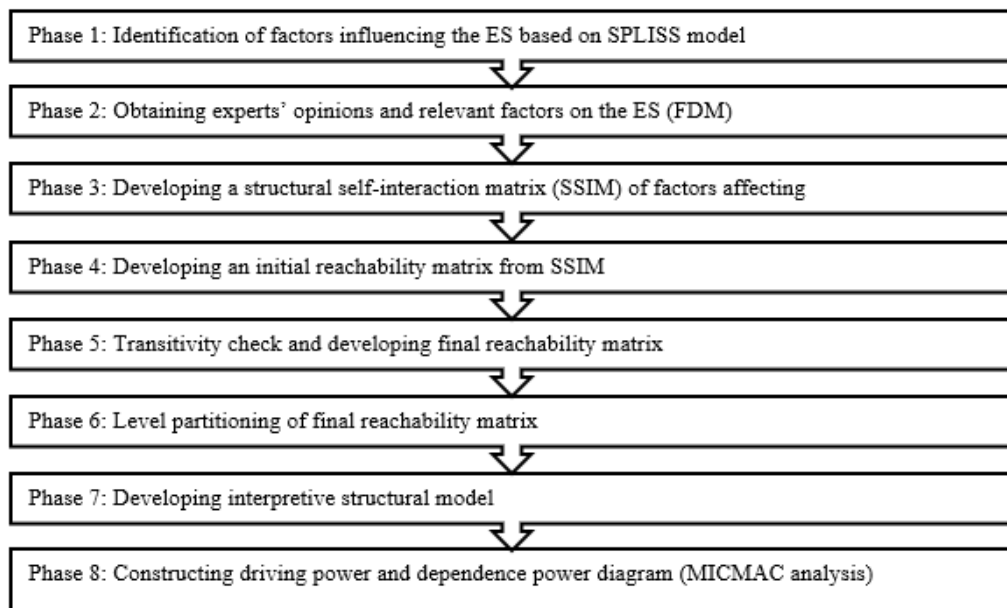 Phase 1: Identification of factors influencing the ES based on SPLISS model
Phase 2: Obtaining experts' opinions and relevant factors on the ES (FDM)
Phase 3: Developing a structural self-interaction matrix (SSIM) of factors affecting
Phase 4: Developing an initial reachability matrix from SSIM
Phase 5: Transitivity check and developing final reachability matrix
Phase 6: Level partitioning of final reachability matrix
Phase 7: Developing interpretive structural model
Phase 8: Constructing driving power and dependence power diagram (MICMAC analysis)